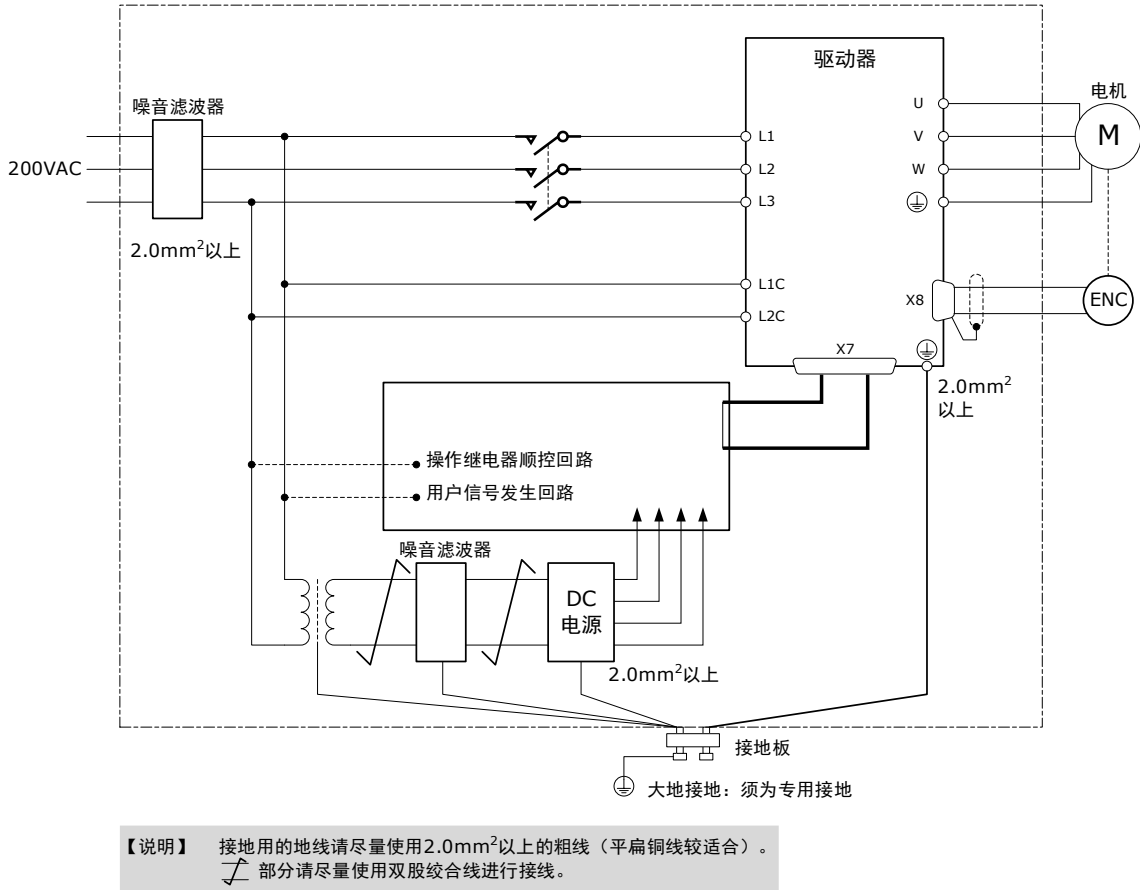 驱动器
电机
噪音滤波器
U
V
W
M
L1
L2
L3
200VAC
2.0mm²以上
L1C
L2C
X8
ENC
X7
2.0mm²
以上
操作继电器顺控回路
用户信号发生回路
噪音滤波器
DC
电源
2.0mm²以上
接地板
大地接地：须为专用接地
【说明】 接地用的地线请尽量使用2.0mm²以上的粗线（平扁铜线较适合）。
部分请尽量使用双股绞合线进行接线。